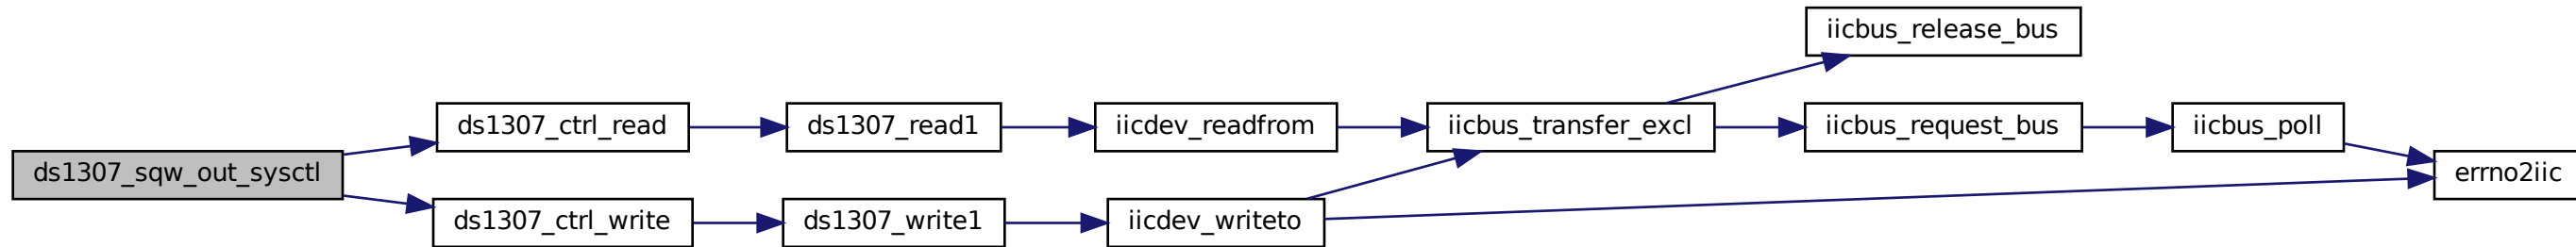 iicbus_release_bus
ds1307_ctrl_read
ds1307_read1
iicdev_readfrom
iicbus_transfer_excl
iicbus_request_bus
iicbus_poll
ds1307_sqw_out_sysctl
errno2iic
ds1307_ctrl_write
ds1307_write1
iicdev_writeto